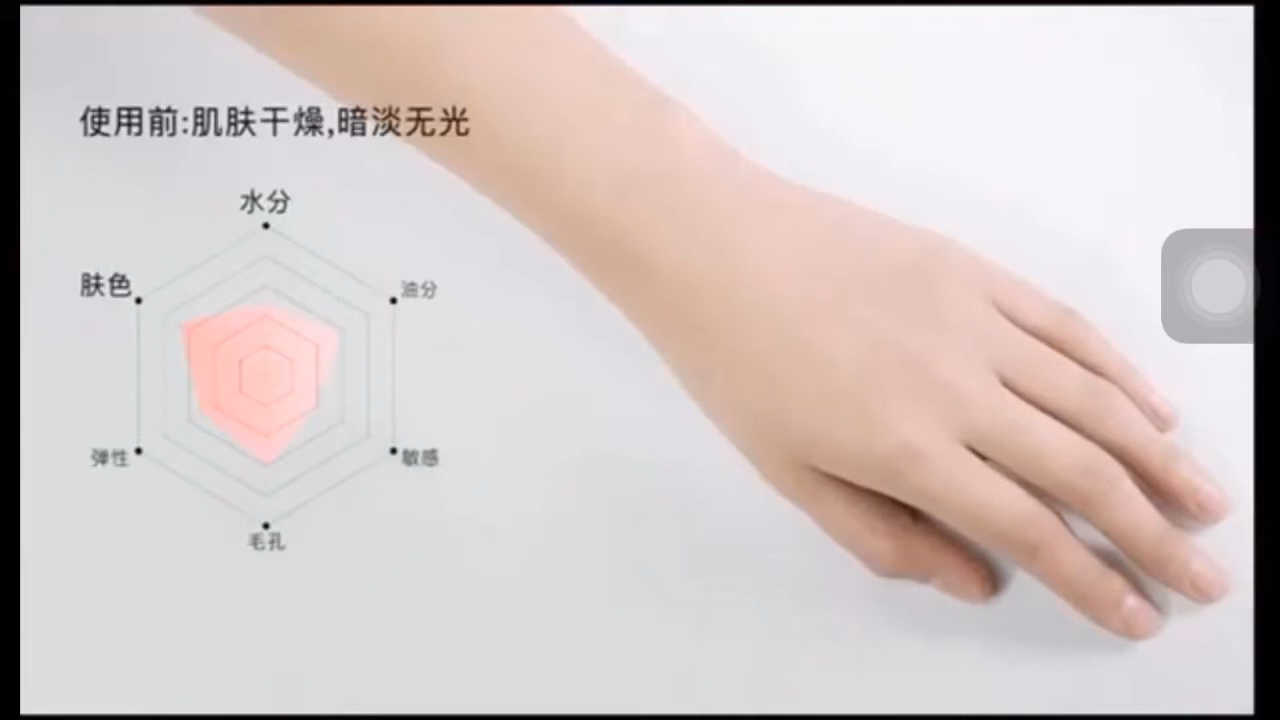 使用前:肌肤干燥,暗淡无光
水分
肤色
油分
弹性
敏感
毛孔